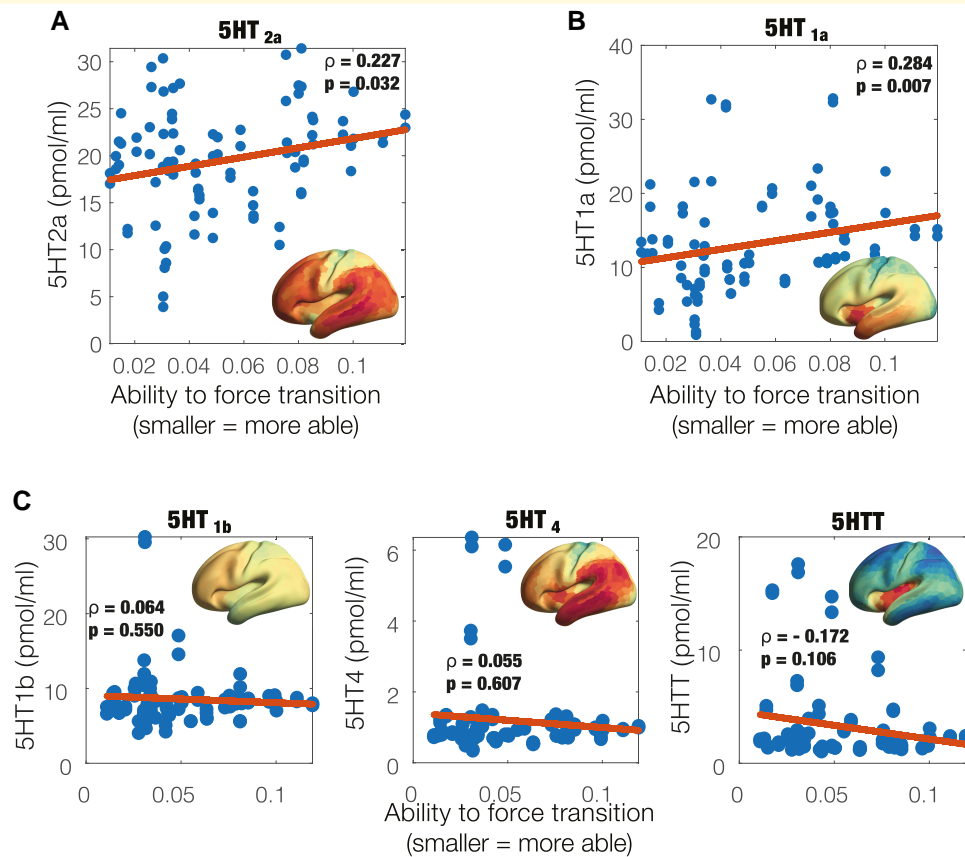 A
5HT 2a
ρ = 0.227
p = 0.032
5HT2a (pmol/ml)
30
25
20
15
10
5
0
0.02 0.04 0.06 0.08 0.1
Ability to force transition
(smaller = more able)
B
5HT 1a
ρ = 0.284
p = 0.007
5HT1a (pmol/ml)
40
30
20
10
0
0.02 0.04 0.06 0.08 0.1
Ability to force transition
(smaller = more able)
C
5HT 1b
ρ = 0.064
p = 0.550
5HT1b (pmol/ml)
30
20
10
0
0 0.05 0.1
5HT 4
ρ = 0.055
p = 0.607
5HT4 (pmol/ml)
6
4
2
0
0 0.05 0.1
5HTT
ρ = - 0.172
p = 0.106
5HTT (pmol/ml)
20
10
0
0 0.05 0.1
Ability to force transition
(smaller = more able)